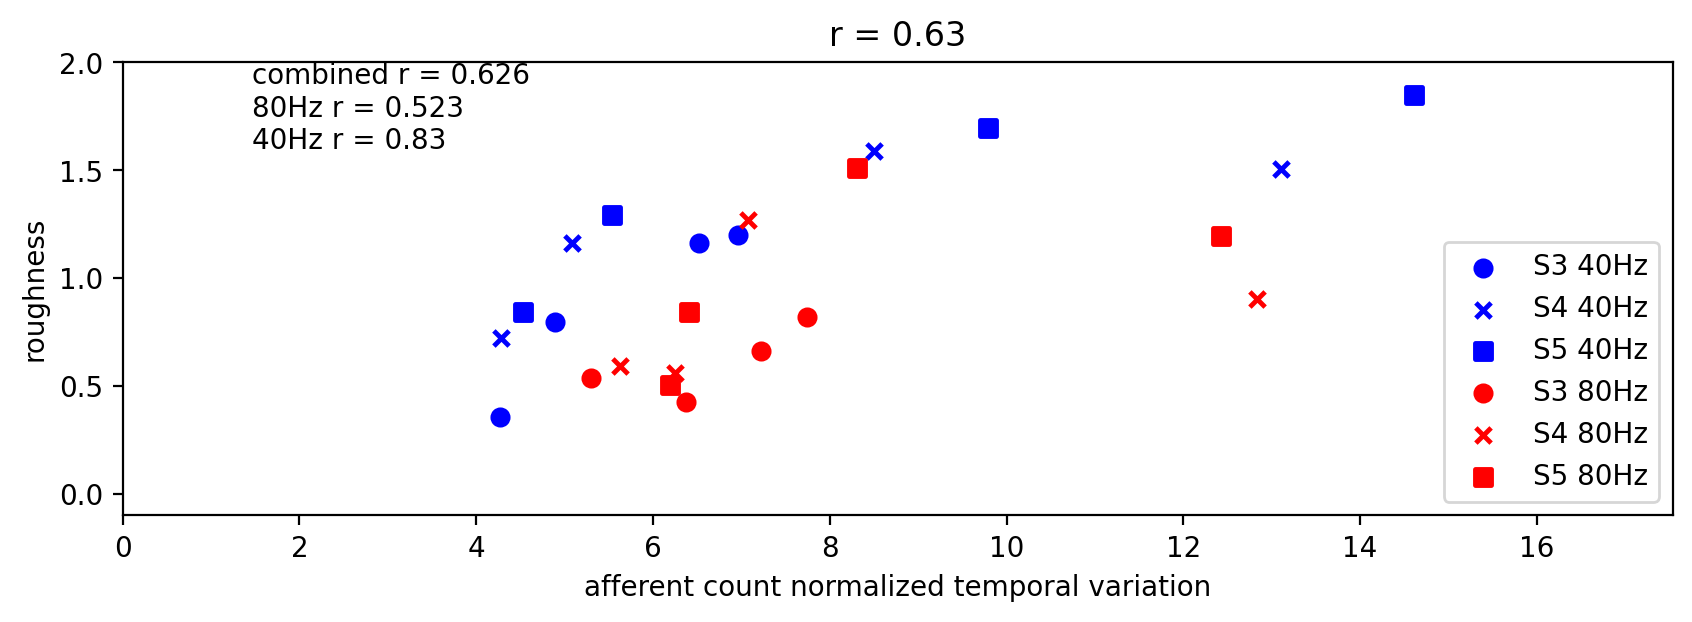 r = 0.63
combined r = 0.626
80Hz r = 0.523
40Hz r = 0.83
2.0
1.5
1.0
0.5
0.0
roughness
S3 40Hz
S4 40Hz
S5 40Hz
S3 80Hz
S4 80Hz
S5 80Hz
0 2 4 6 8 10 12 14 16
afferent count normalized temporal variation